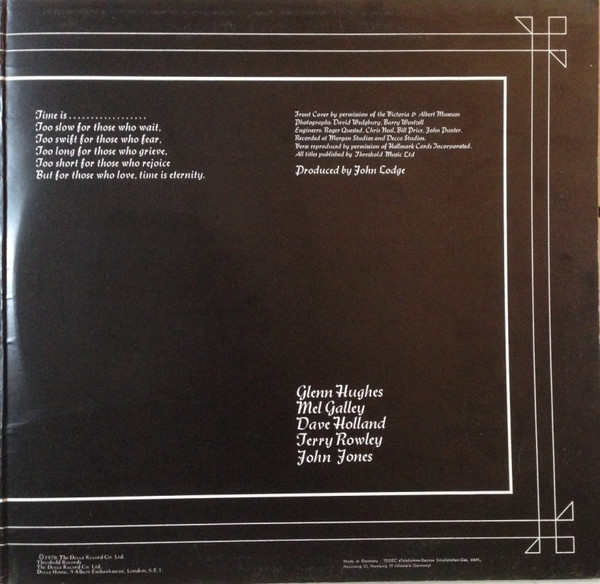 Time is ..................
Too slow for those who wait,
Too swift for those who fear,
Too long for those who grieve,
Too short for those who rejoice
But for those who love, time is eternity.
Front Cover by permission of the Victoria & Albert Museum
Photographs: David Wedgbury, Barry Wentzell
Engineers: Roger Quested, Chris Neal, Bill Price, John Punter.
Recorded at Morgan Studios and Decca Studios.
Verse reproduced by permission of Hallmark Cards Incorporated.
All titles published by Threshold Music Ltd
Produced by John Lodge
Glenn Hughes
Mel Galley
Dave Holland
Terry Rowley
John Jones
©1970, The Decca Record Co. Ltd.
Threshold Records
The Decca Record Co. Ltd.
Decca House, 9 Albert Embankment, London, S.E.1.
Made in Germany
Hamburg